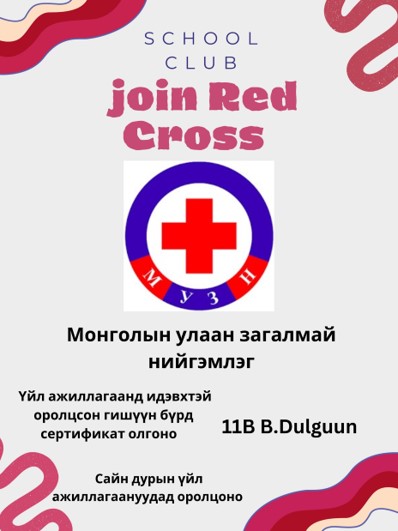 SCHOOL
CLUB
join Red
Cross
МУЗН
Монголын улаан загалмай
нийгэмлэг
Үйл ажиллагаанд идэвхтэй
оролцсон гишүүн бүрд
сертификат олгоно
11B B.Dulguun
Сайн дурын үйл
ажиллагаануудад оролцоно